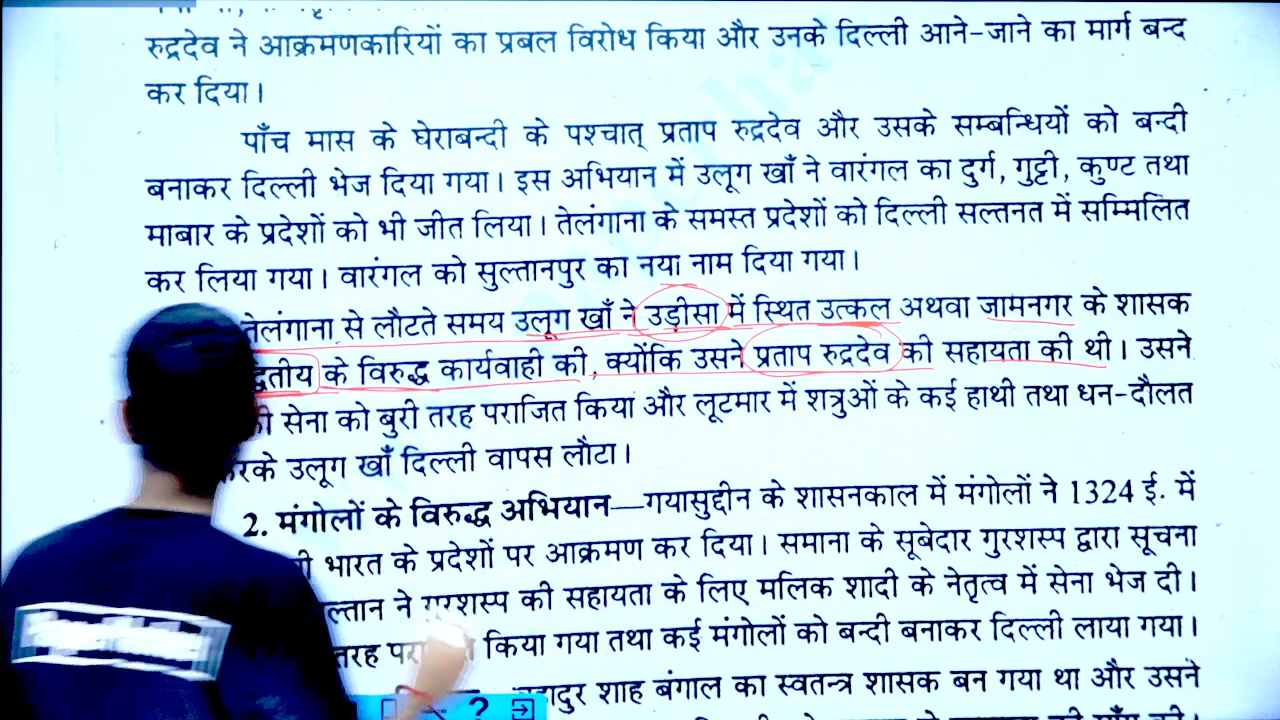 रुद्रदेव ने आक्रमणकारियों का प्रबल विरोध किया और उनके दिल्ली आने-जाने का मार्ग बन्द
कर दिया।
पाँच मास के घेराबन्दी के पश्चात् प्रताप रुद्रदेव और उसके सम्बन्धियों को बन्दी
बनाकर दिल्ली भेज दिया गया। इस अभियान में उलूग खाँ ने वारंगल का दुर्ग, गुट्टी, कुण्ट तथा
माबार के प्रदेशों को भी जीत लिया। तेलंगाना के समस्त प्रदेशों को दिल्ली सल्तनत में सम्मिलित
कर लिया गया। वारंगल को सुल्तानपुर का नया नाम दिया गया।
तेलंगाना से लौटते समय उलूग खाँ ने उड़ीसा में स्थित उत्कल अथवा जामनगर के शासक
द्वितीय के विरुद्ध कार्यवाही की, क्योंकि उसने प्रताप रुद्रदेव की सहायता की थी। उसने
की सेना को बुरी तरह पराजित किया और लूटमार में शत्रुओं के कई हाथी तथा धन-दौलत
करके उलूग खाँ दिल्ली वापस लौटा।
2. मंगोलों के विरुद्ध अभियान—गयासुद्दीन के शासनकाल में मंगोलों ने 1324 ई. में
भारत के प्रदेशों पर आक्रमण कर दिया। समाना के सूबेदार गुरशस्प द्वारा सूचना
ल्तान ने गुरशस्प की सहायता के लिए मलिक शादी के नेतृत्व में सेना भेज दी।
तरह किया गया तथा कई मंगोलों को बन्दी बनाकर दिल्ली लाया गया।
शाह बंगाल का स्वतन्त्र शासक बन गया था और उसने